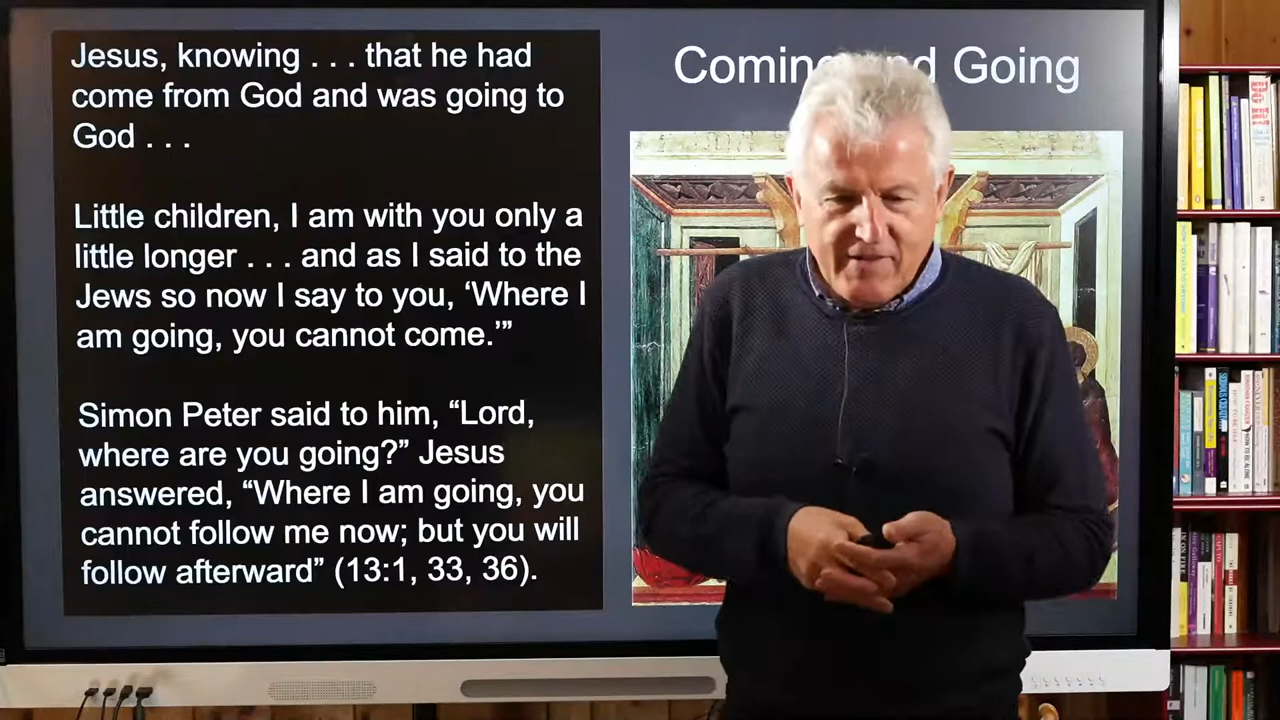 Jesus, knowing . . . that he had
come from God and was going to
God . . .
Little children, I am with you only a
little longer . . . and as I said to the
Jews so now I say to you, ‘Where I
am going, you cannot come.’”
Simon Peter said to him, “Lord,
where are you going?” Jesus
answered, “Where I am going, you
cannot follow me now; but you will
follow afterward” (13:1, 33, 36).
Going